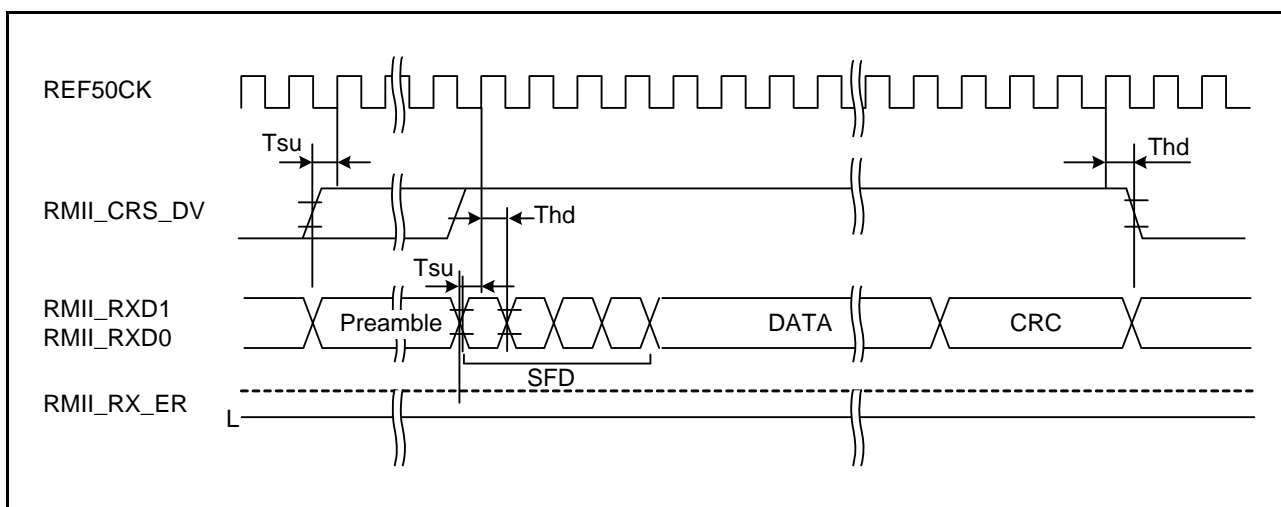 REF50CK
Tsu
Thd
RMII_CRS_DV
Thd
Tsu
RMII_RXD1
RMII_RXD0
Preamble
DATA
CRC
SFD
RMII_RX_ER
L